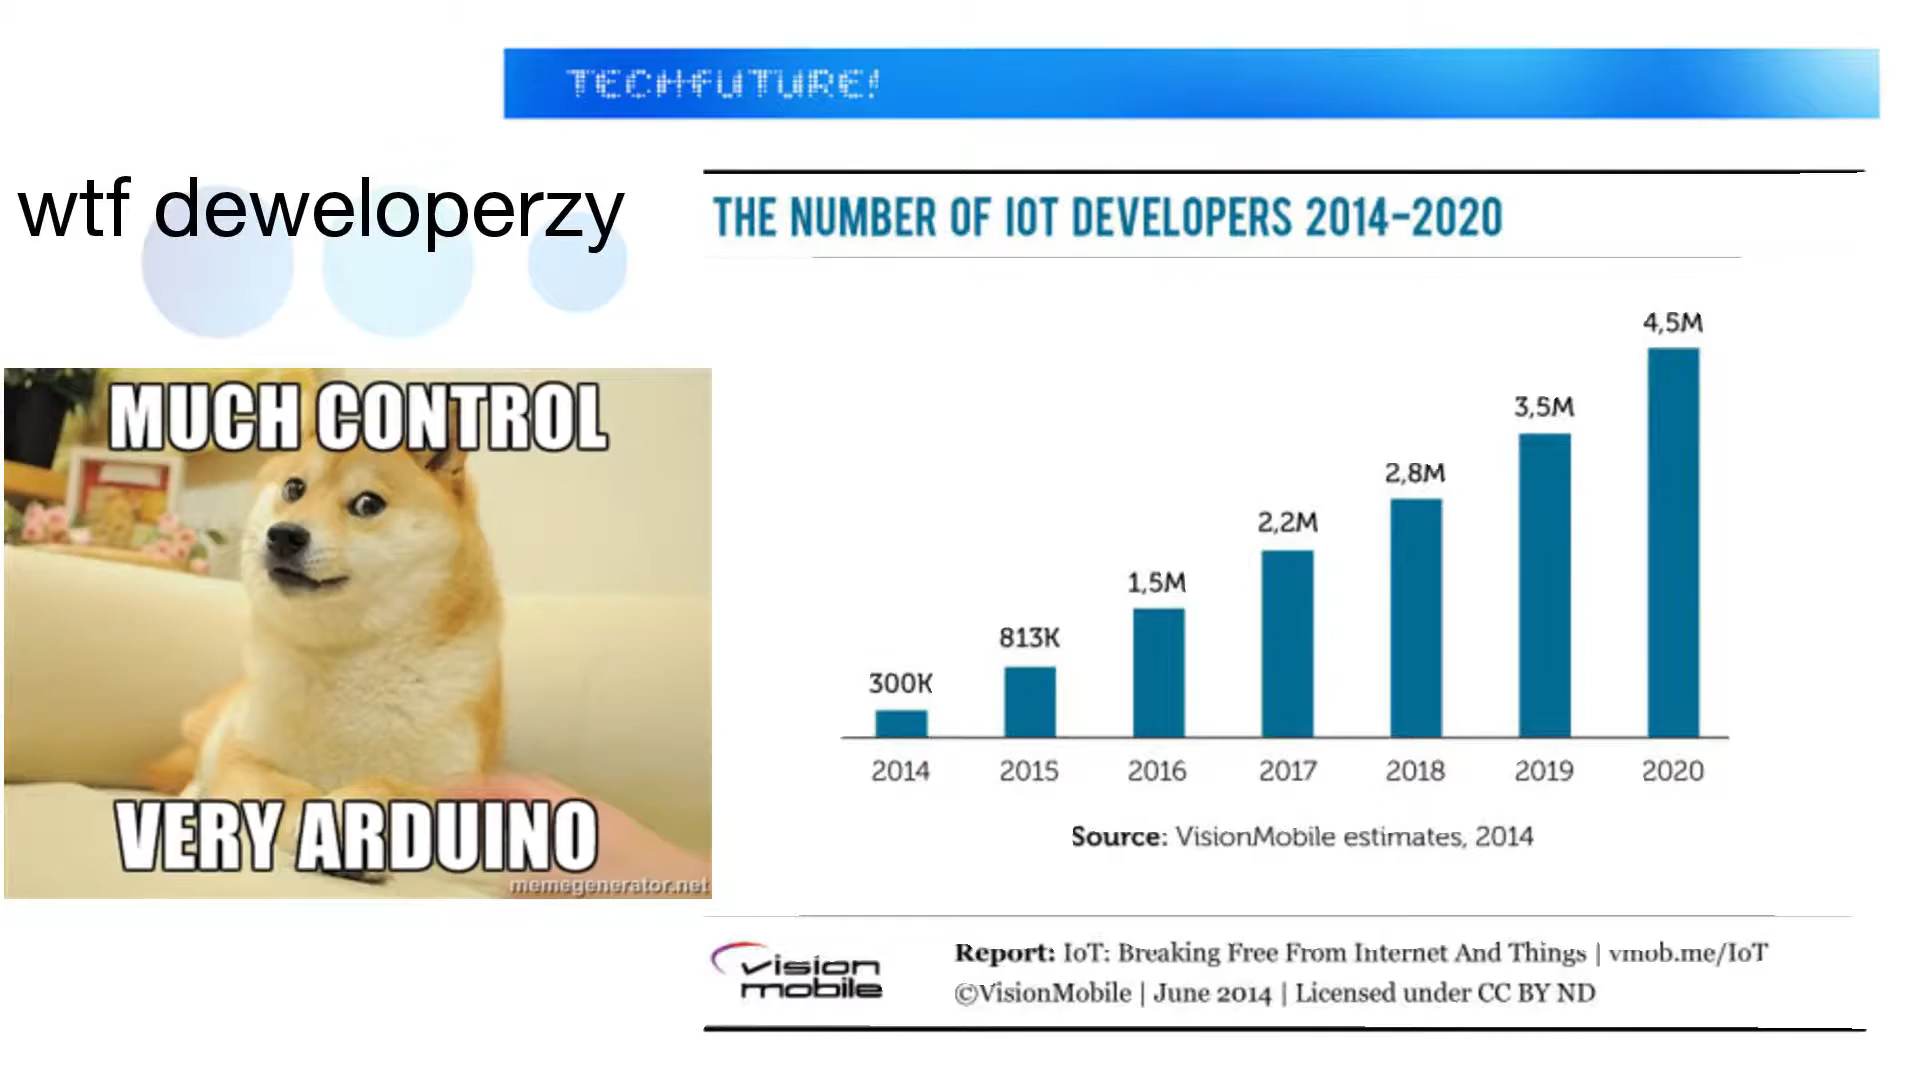 TECHFUTURE!
wtf deweloperzy
MUCH CONTROL
VERY ARDUINO
memegenerator.net
THE NUMBER OF IOT DEVELOPERS 2014-2020
300K
813K
1,5M
2,2M
2,8M
3,5M
4,5M
2014 2015 2016 2017 2018 2019 2020
Source: VisionMobile estimates, 2014
vision
mobile
Report: IoT: Breaking Free From Internet And Things | vmob.me/IoT
©VisionMobile | June 2014 | Licensed under CC BY ND